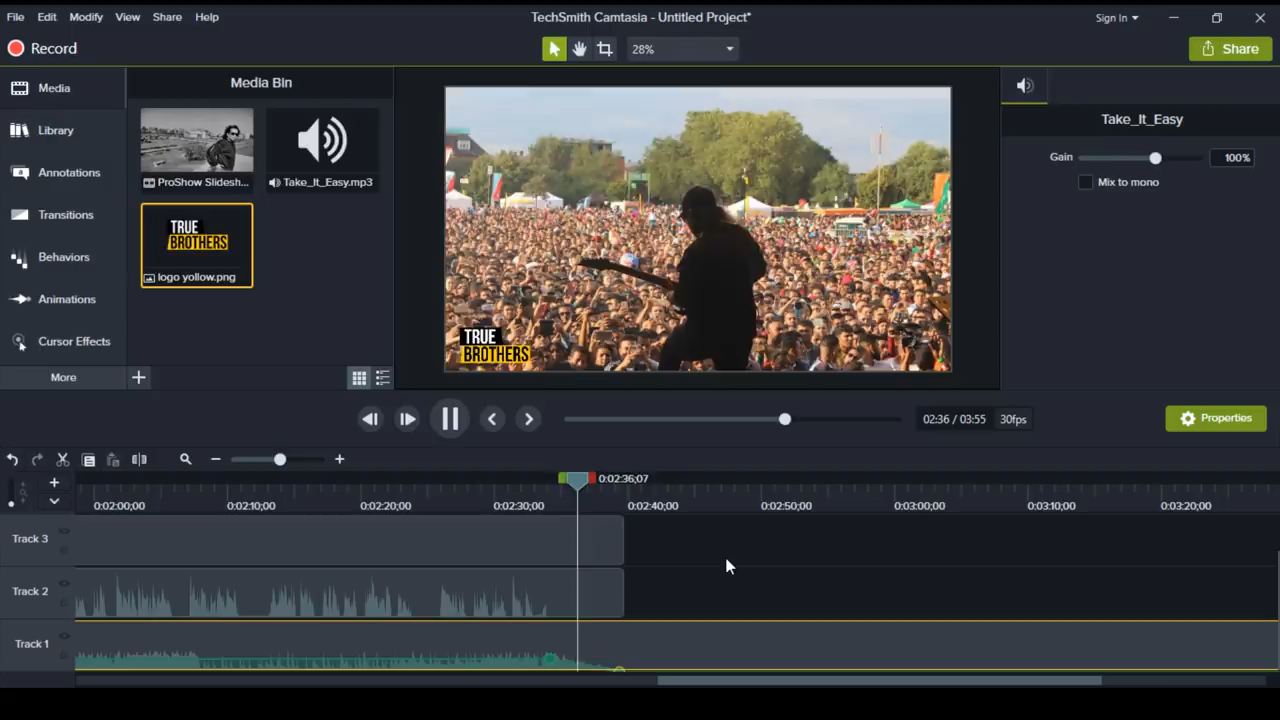 File Edit Modify View Share Help
TechSmith Camtasia - Untitled Project*
Sign In
Record
28%
Share
Media
Library
Annotations
Transitions
Behaviors
Animations
Cursor Effects
More
Media Bin
ProShow Slidesh...
Take_It_Easy.mp3
TRUE
BROTHERS
logo yollow.png
TRUE
BROTHERS
Take_It_Easy
Gain
100%
Mix to mono
02:36 / 03:55
30fps
Properties
0:02:36;07
0:02:00;00 0:02:10;00 0:02:20;00 0:02:30;00 0:02:40;00 0:02:50;00 0:03:00;00 0:03:10;00 0:03:20;00
Track 3
Track 2
Track 1